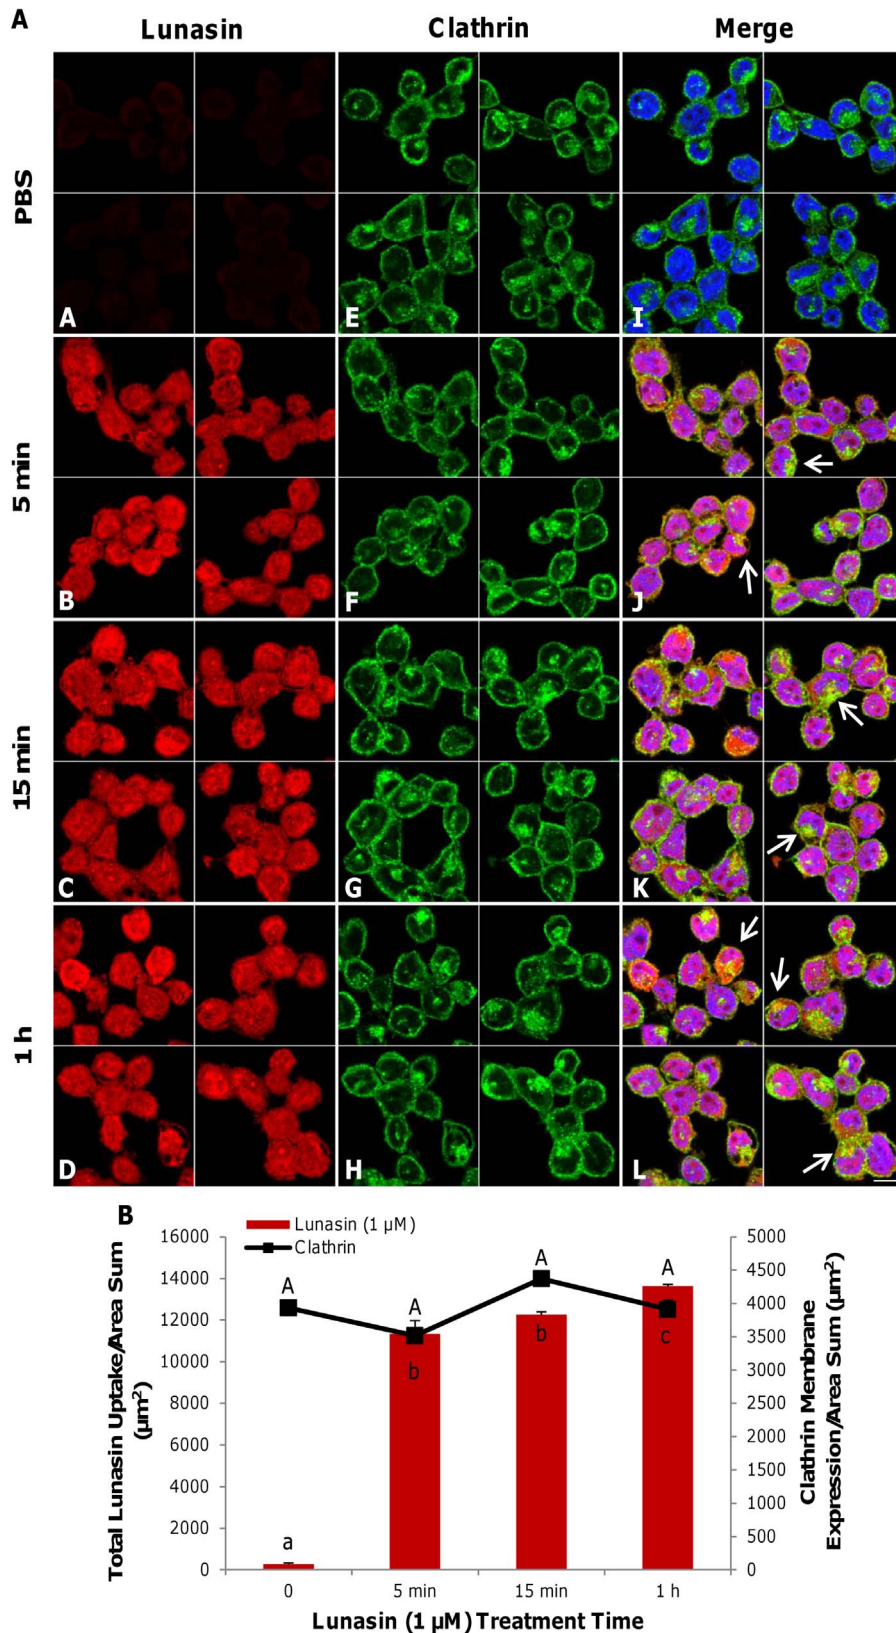 A
Lunasin Clathrin Merge
PBS
A E I
5 min
B F J
15 min
C G K
1 h
D H L
B
Lunasin (1 µM)
Clathrin
Total Lunasin Uptake/Area Sum
(µm²)
16000
14000
12000
10000
8000
6000
4000
2000
0
A A A A
a b b c
5000
4500
4000
3500
3000
2500
2000
1500
1000
500
0
Clathrin Membrane
Expression/Area Sum (µm²)
0 5 min 15 min 1 h
Lunasin (1 µM) Treatment Time